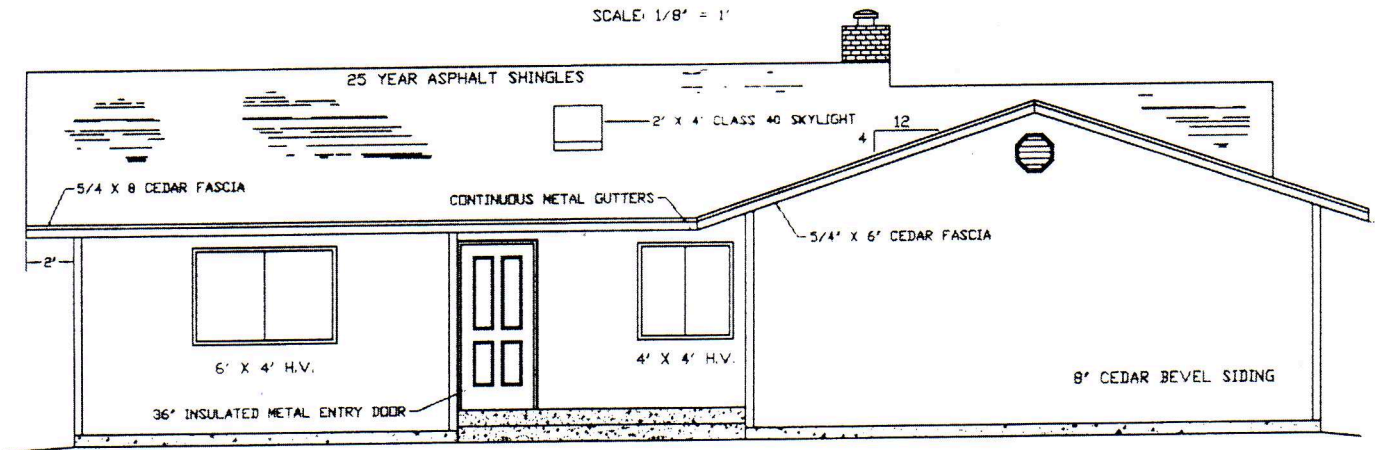 SCALE: 1/8" = 1'
25 YEAR ASPHALT SHINGLES
2' X 4' CLASS 40 SKYLIGHT
12
4
5/4 X 8 CEDAR FASCIA
CONTINUOUS METAL GUTTERS
5/4" X 6" CEDAR FASCIA
2'
6' X 4' H.V.
4' X 4' H.V.
8" CEDAR BEVEL SIDING
36" INSULATED METAL ENTRY DOOR